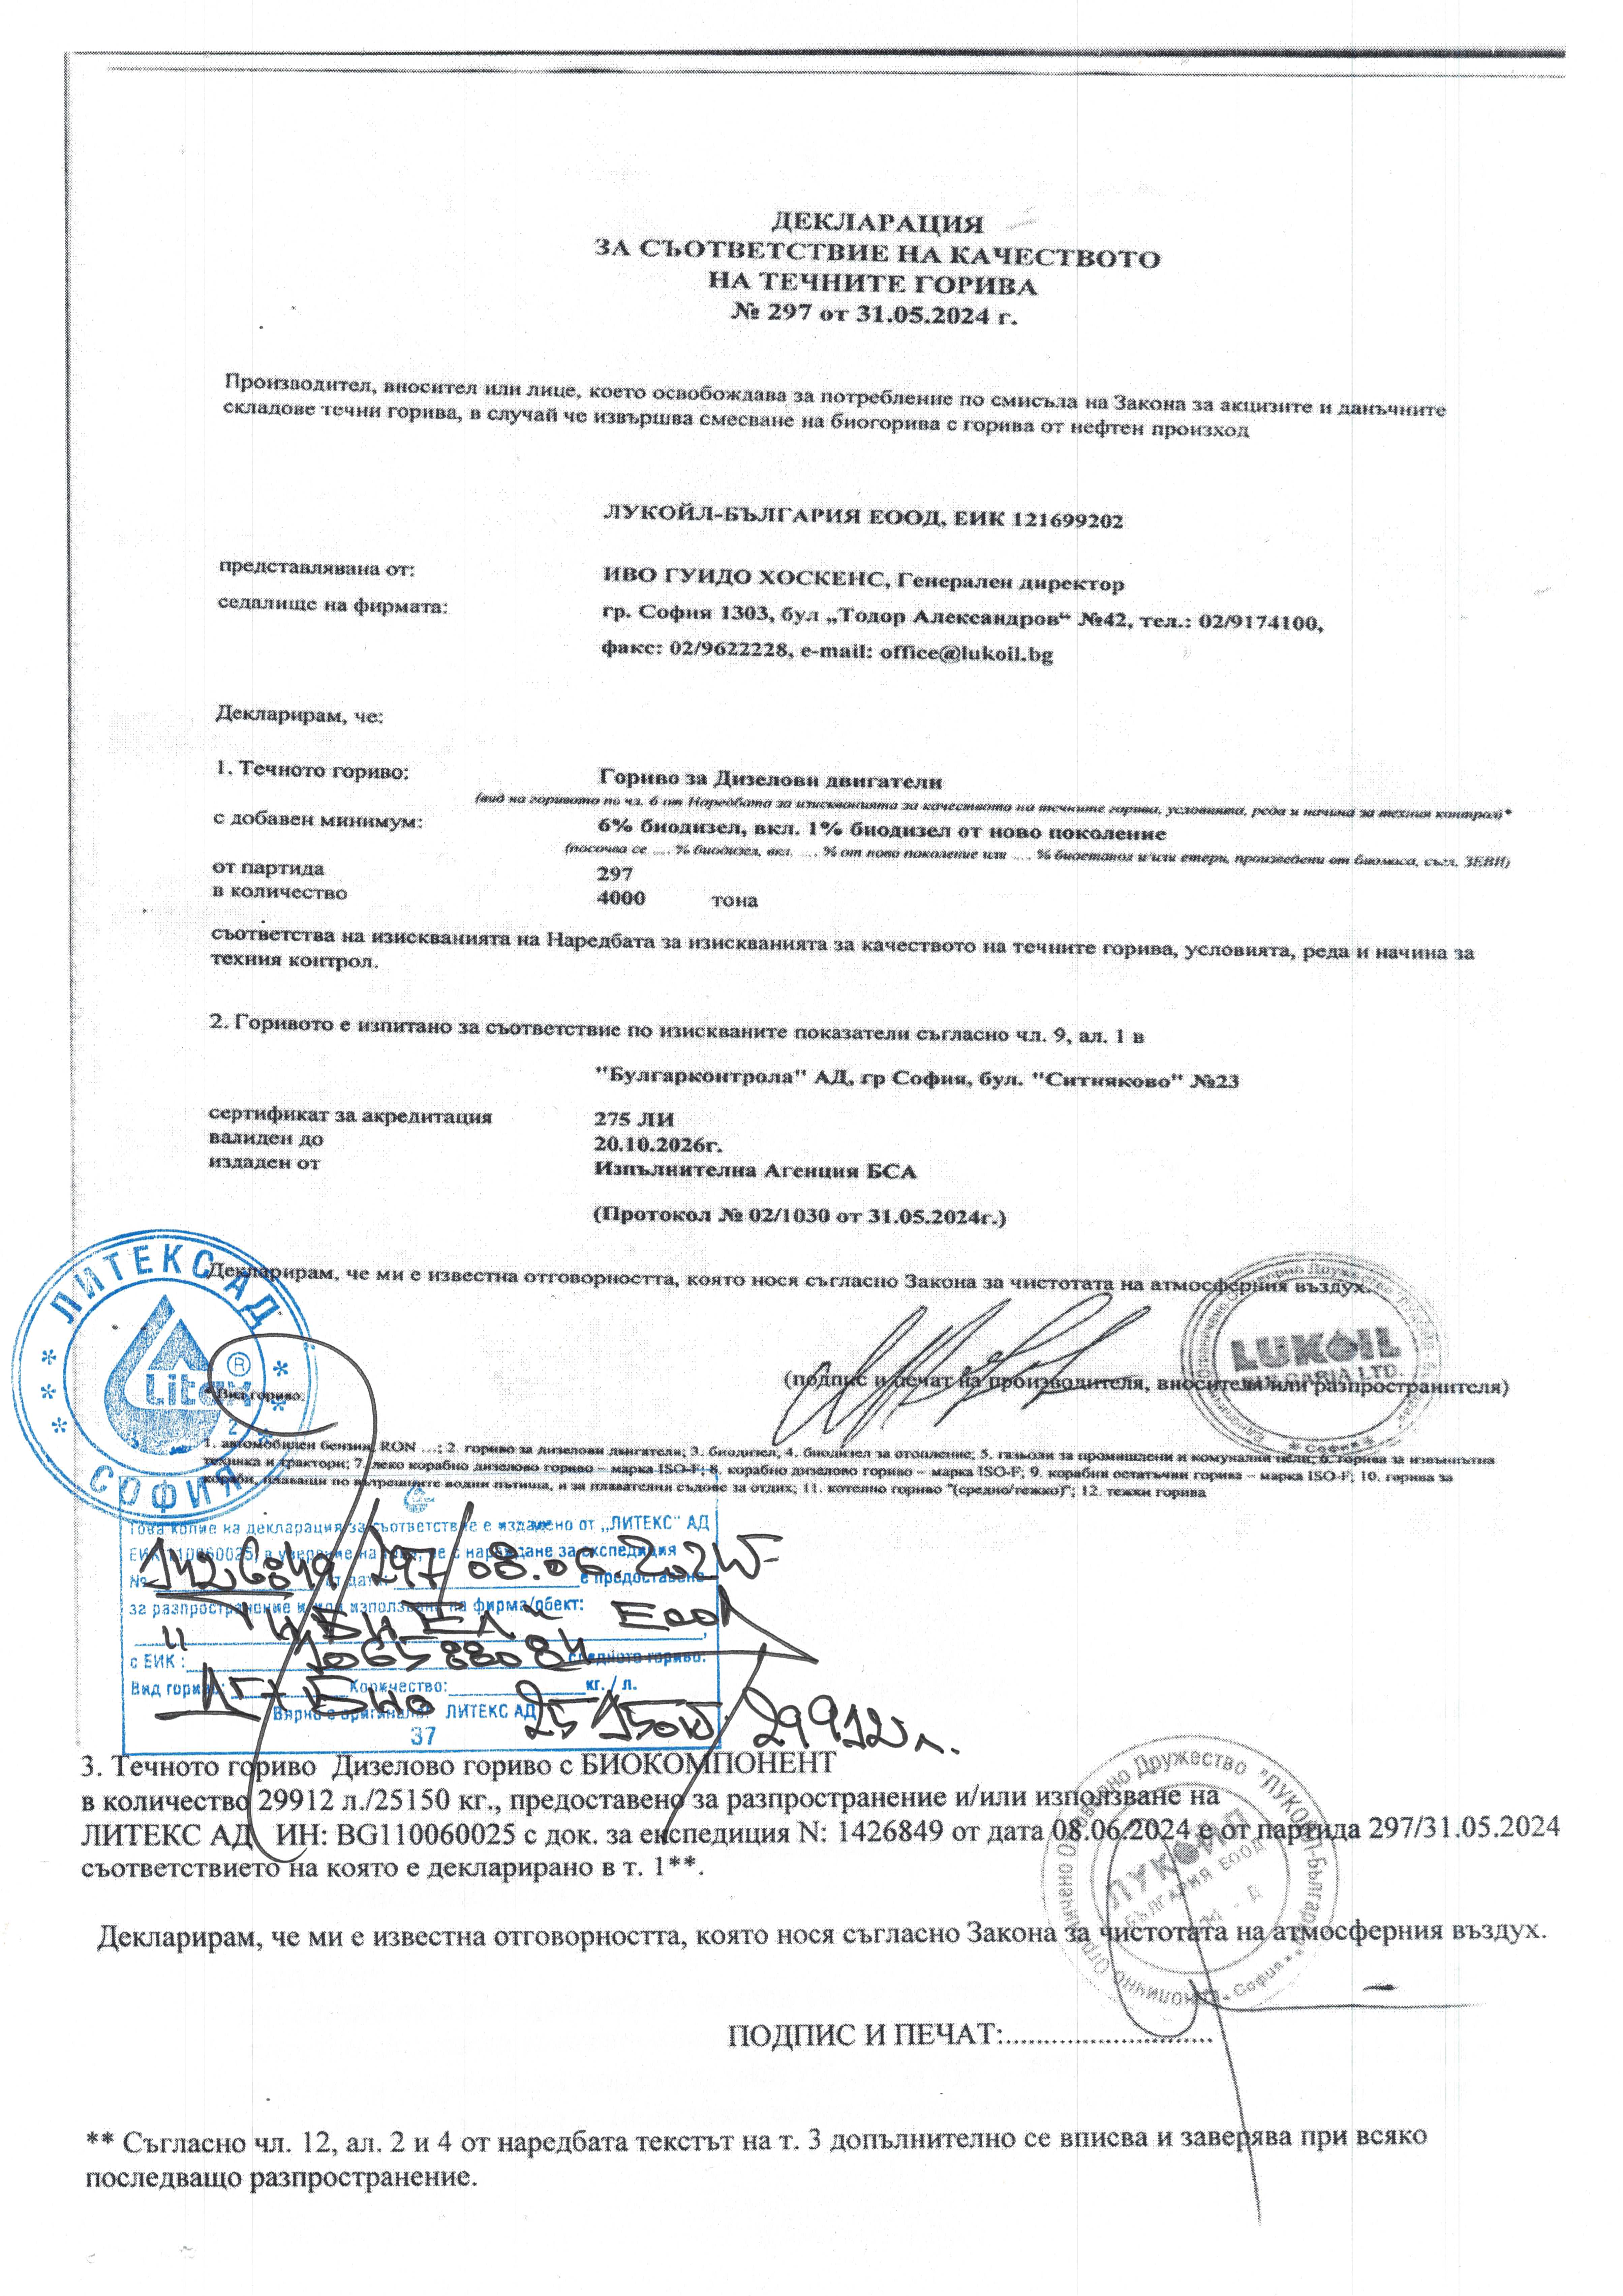 ДЕКЛАРАЦИЯ
ЗА СЪОТВЕТСТВИЕ НА КАЧЕСТВОТО
НА ТЕЧНИТЕ ГОРИВА
№ 297 от 31.05.2024 г.
Производител, вносител или лице, което освобождава за потребление по смисъла на Закона за акцизите и данъчните
складове течни горива, в случай че извършва смесване на биогорива с горива от нефтен произход
ЛУКОЙЛ-БЪЛГАРИЯ ЕООД, ЕИК 121699202
представлявана от: ИВО ГУИДО ХОСКЕНС, Генерален директор
седалище на фирмата: гр. София 1303, бул „Тодор Александров“ №42, тел.: 02/9174100,
факс: 02/9622228, e-mail: office@lukoil.bg
Декларирам, че:
1. Течното гориво: Гориво за Дизелови двигатели
(вид на горивото по чл. 6 от Наредбата за изискванията за качеството на течните горива, условията, реда и начина за техния контрол)*
с добавен минимум: 6% биодизел, вкл. 1% биодизел от ново поколение
(посочва се .... % биодизел, вкл. .... % от ново поколение или .... % биоетанол и/или етери, произведени от биомаса, съгл. ЗЕВИ)
от партида 297
в количество 4000 тона
съответства на изискванията на Наредбата за изискванията за качеството на течните горива, условията, реда и начина за
техния контрол.
2. Горивото е изпитано за съответствие по изискваните показатели съгласно чл. 9, ал. 1 в
"Булгарконтрола" АД, гр София, бул. "Ситняково" №23
сертификат за акредитация 275 ЛИ
валиден до 20.10.2026г.
издаден от Изпълнителна Агенция БСА
(Протокол № 02/1030 от 31.05.2024г.)
Декларирам, че ми е известна отговорността, която нося съгласно Закона за чистотата на атмосферния въздух.
ЛИТЕКС АД
Litex ®
2
СОФИЯ
LUKOIL
BULGARIA LTD.
(подпис и печат на производителя, вносителя или разпространителя)
* Вид гориво:
1. автомобилен бензин, RON ...; 2. гориво за дизелови двигатели; 3. биодизел; 4. биодизел за отопление; 5. газьоли за промишлени и комунални цели; 6. горива за извънпътна
техника и трактори; 7. леко корабно дизелово гориво – марка ISO-F; 8. корабно дизелово гориво – марка ISO-F; 9. корабни остатъчни горива – марка ISO-F; 10. горива за
кораби, плаващи по вътрешните водни пътища, и за плавателни съдове за отдих; 11. котелно гориво "(средно/тежко)"; 12. тежки горива
Това копие на декларация за съответствие е издадено от „ЛИТЕКС“ АД
ЕИК 110060025, в уверение на това, че с нареждане за експедиция
№ 1426849/297/08.06.2024 от дата: е предоставено
за разпространение и/или използване на фирма/обект:
ЕООД
с ЕИК : 106588084 следното гориво:
Вид гориво: Количество: 25150 кг. / л. 29912 л.
Вярно с оригинала: ЛИТЕКС АД
37
3. Течното гориво Дизелово гориво с БИОКОМПОНЕНТ
в количество 29912 л./25150 кг., предоставено за разпространение и/или използване на
ЛИТЕКС АД ИН: BG110060025 с док. за експедиция N: 1426849 от дата 08.06.2024 е от партида 297/31.05.2024
съответствието на която е декларирано в т. 1**.
Еднолично Ограничено Отговорно Дружество "ЛУКОЙЛ-България" • София •
ЛУКОЙЛ
БЪЛГАРИЯ ЕООД
Декларирам, че ми е известна отговорността, която нося съгласно Закона за чистотата на атмосферния въздух.
ПОДПИС И ПЕЧАТ:............................
** Съгласно чл. 12, ал. 2 и 4 от наредбата текстът на т. 3 допълнително се вписва и заверява при всяко
последващо разпространение.